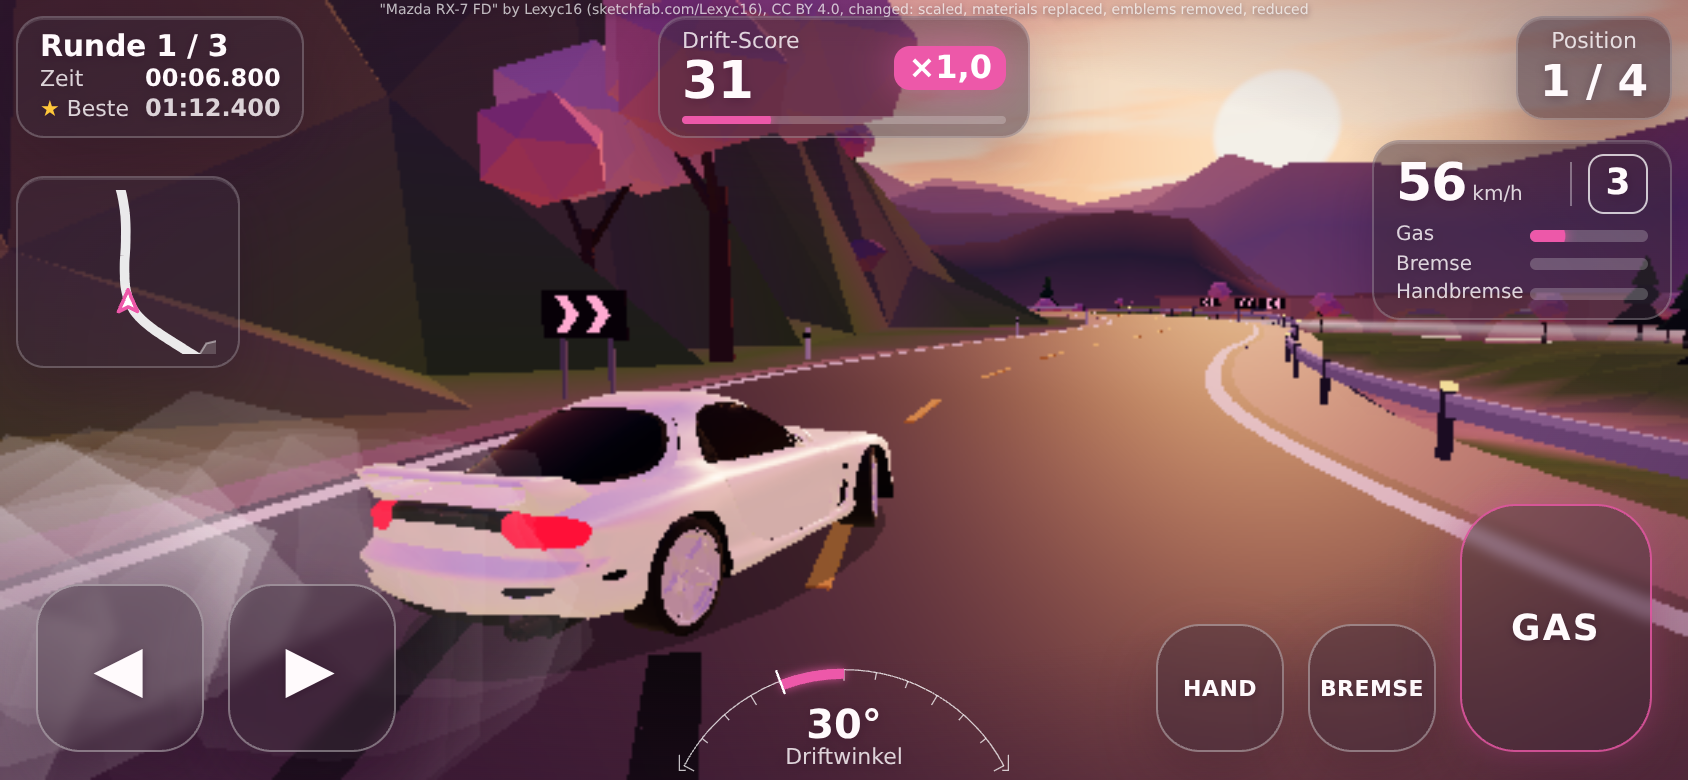 "Mazda RX-7 FD" by Lexyc16 (sketchfab.com/Lexyc16), CC BY 4.0, changed: scaled, materials replaced, emblems removed, reduced
Runde 1 / 3
Zeit 00:06.800
★ Beste 01:12.400
Drift-Score
31 ×1,0
Position
1 / 4
56 km/h 3
Gas
Bremse
Handbremse
◀ ▶
30°
Driftwinkel
HAND BREMSE GAS